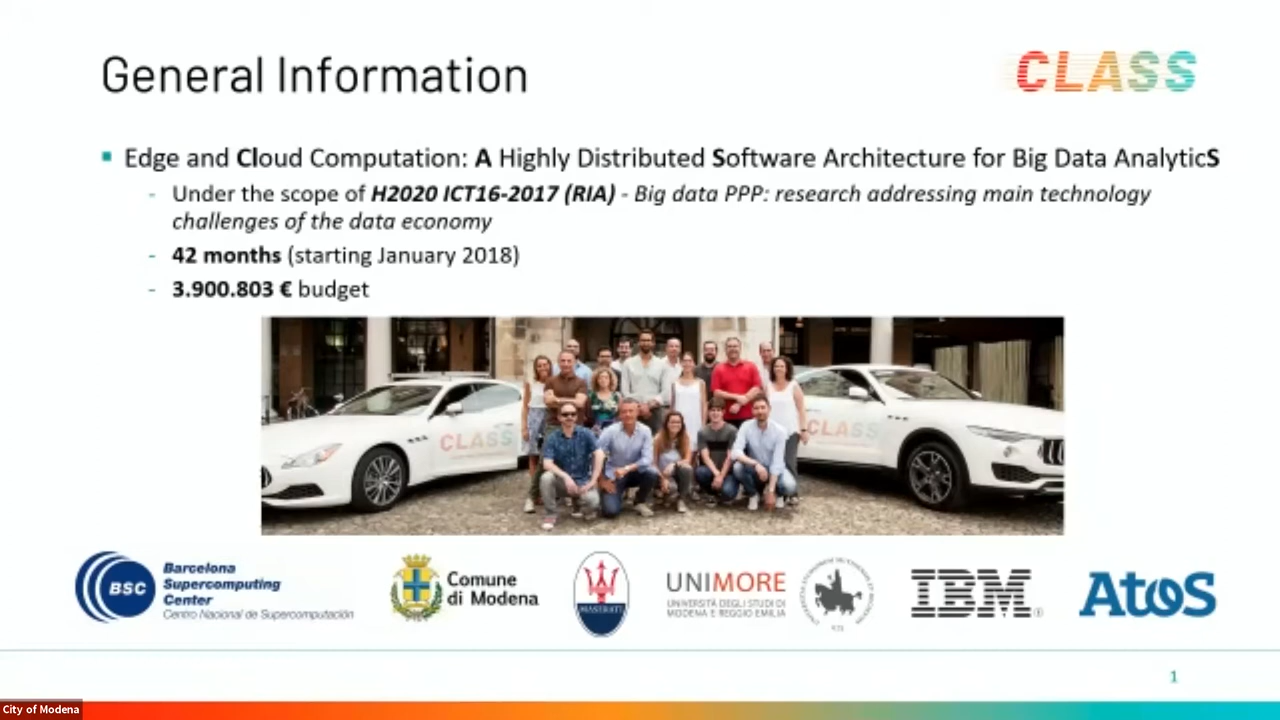 General Information
CLASS
Edge and Cloud Computation: A Highly Distributed Software Architecture for Big Data AnalyticS
- Under the scope of H2020 ICT16-2017 (RIA) - Big data PPP: research addressing main technology
challenges of the data economy
- 42 months (starting January 2018)
- 3.900.803 € budget
CLASS
CLASS
BSC
Barcelona
Supercomputing
Center
Centro Nacional de Supercomputación
Comune
di Modena
MASERATI
UNIMORE
UNIVERSITÀ DEGLI STUDI DI
MODENA E REGGIO EMILIA
IBM®
Atos
1
City of Modena